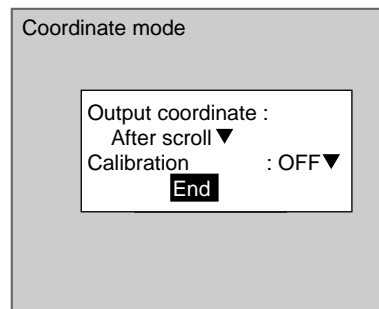 Coordinate mode
Output coordinate :
After scroll▼
Calibration : OFF▼
End